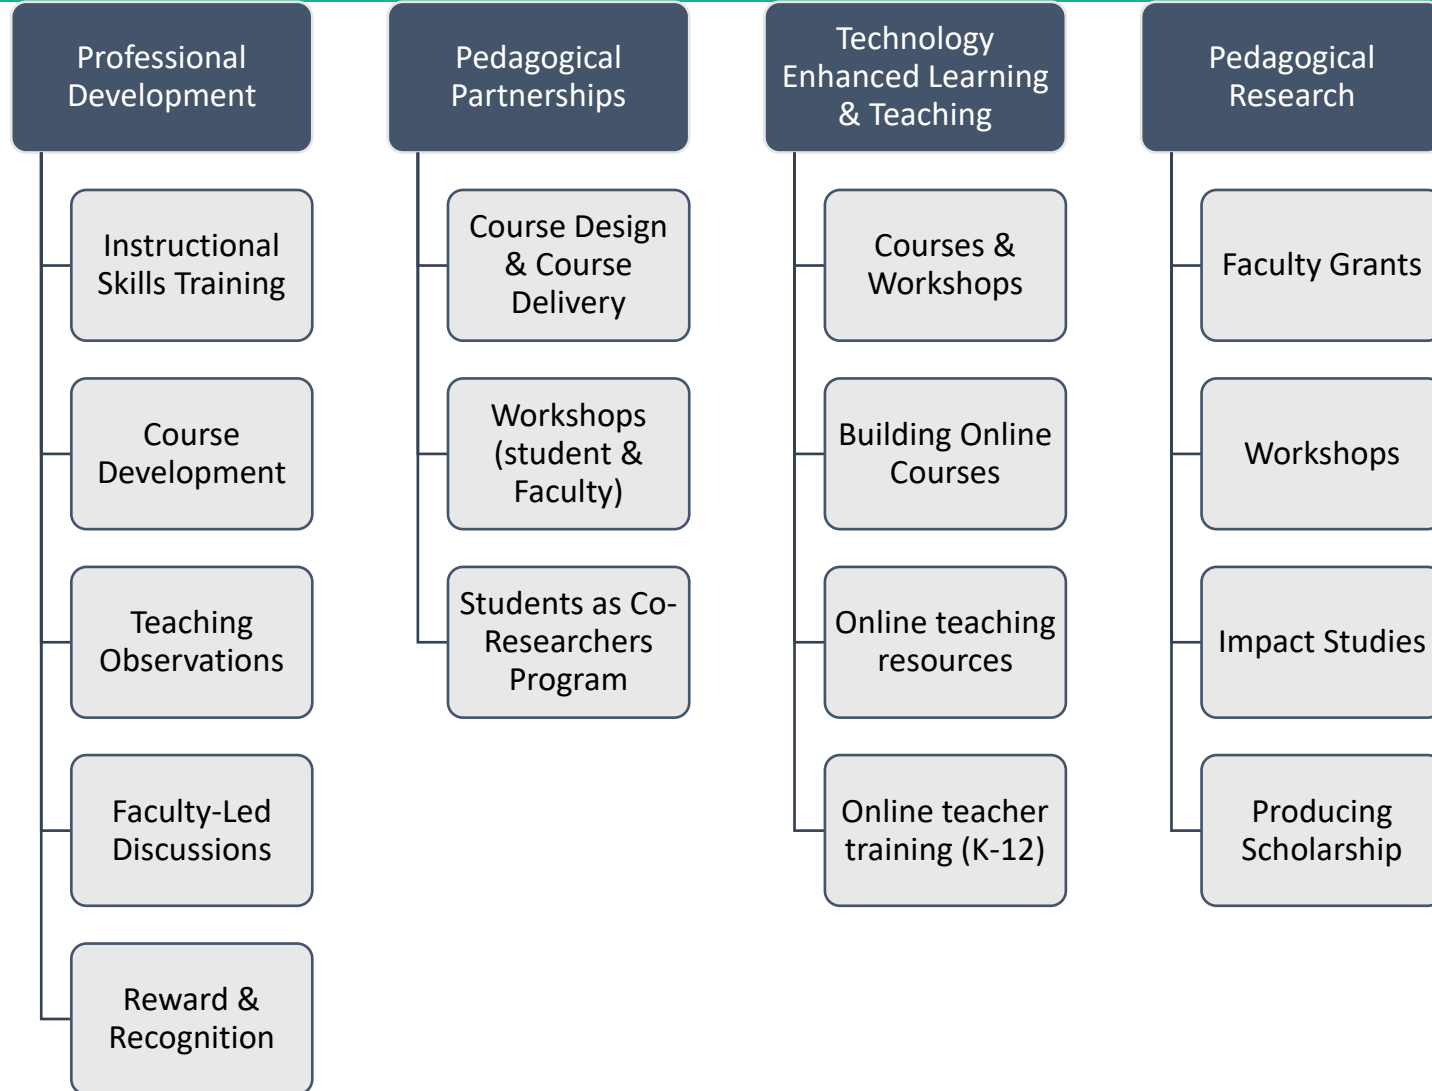 Professional
Development
Instructional
Skills Training
Course
Development
Teaching
Observations
Faculty-Led
Discussions
Reward &
Recognition
Pedagogical
Partnerships
Course Design
& Course
Delivery
Workshops
(student &
Faculty)
Students as Co-
Researchers
Program
Technology
Enhanced Learning
& Teaching
Courses &
Workshops
Building Online
Courses
Online teaching
resources
Online teacher
training (K-12)
Pedagogical
Research
Faculty Grants
Workshops
Impact Studies
Producing
Scholarship